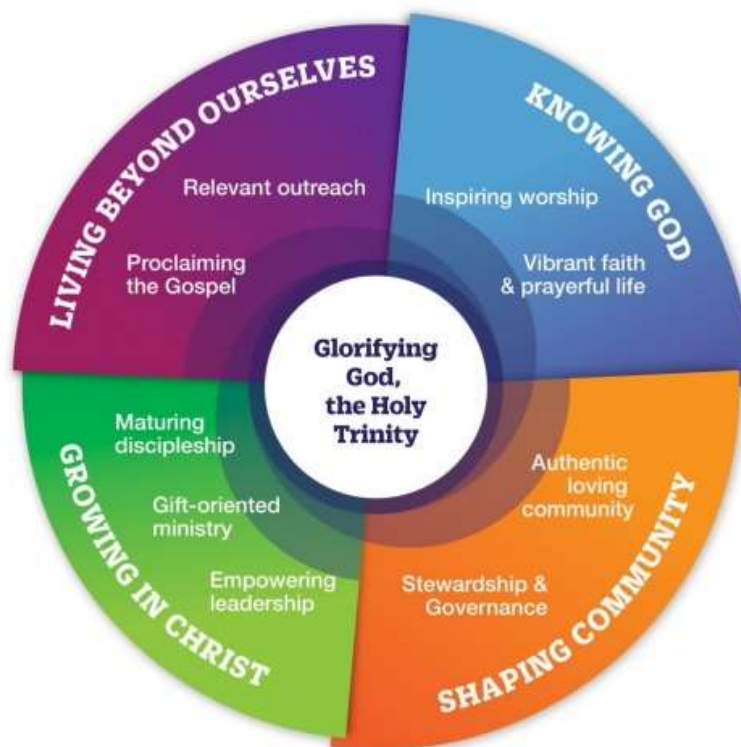 LIVING BEYOND OURSELVES
Relevant outreach
Proclaiming
the Gospel
KNOWING GOD
Inspiring worship
Vibrant faith
& prayerful life
Glorifying
God,
the Holy
Trinity
GROWING IN CHRIST
Maturing
discipleship
Gift-oriented
ministry
Empowering
leadership
SHAPING COMMUNITY
Authentic
loving
community
Stewardship &
Governance